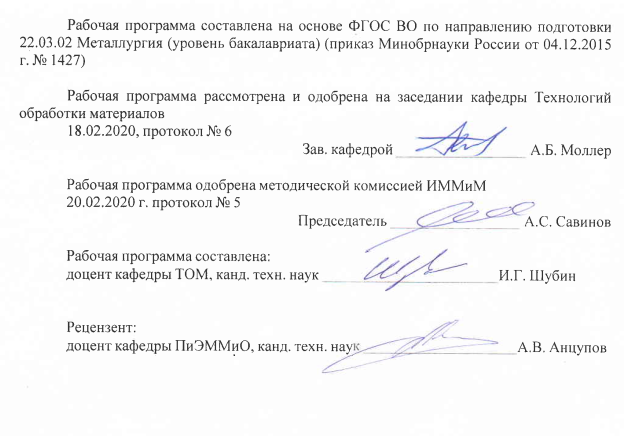 Рабочая программа составлена на основе ФГОС ВО по направлению подготовки
22.03.02 Металлургия (уровень бакалавриата) (приказ Минобрнауки России от 04.12.2015
г. № 1427)
Рабочая программа рассмотрена и одобрена на заседании кафедры Технологий
обработки материалов
18.02.2020, протокол № 6
Зав. кафедрой А.Б. Моллер
Рабочая программа одобрена методической комиссией ИММиМ
20.02.2020 г. протокол № 5
Председатель А.С. Савинов
Рабочая программа составлена:
доцент кафедры ТОМ, канд. техн. наук И.Г. Шубин
Рецензент:
доцент кафедры ПиЭММиО, канд. техн. наук А.В. Анцупов